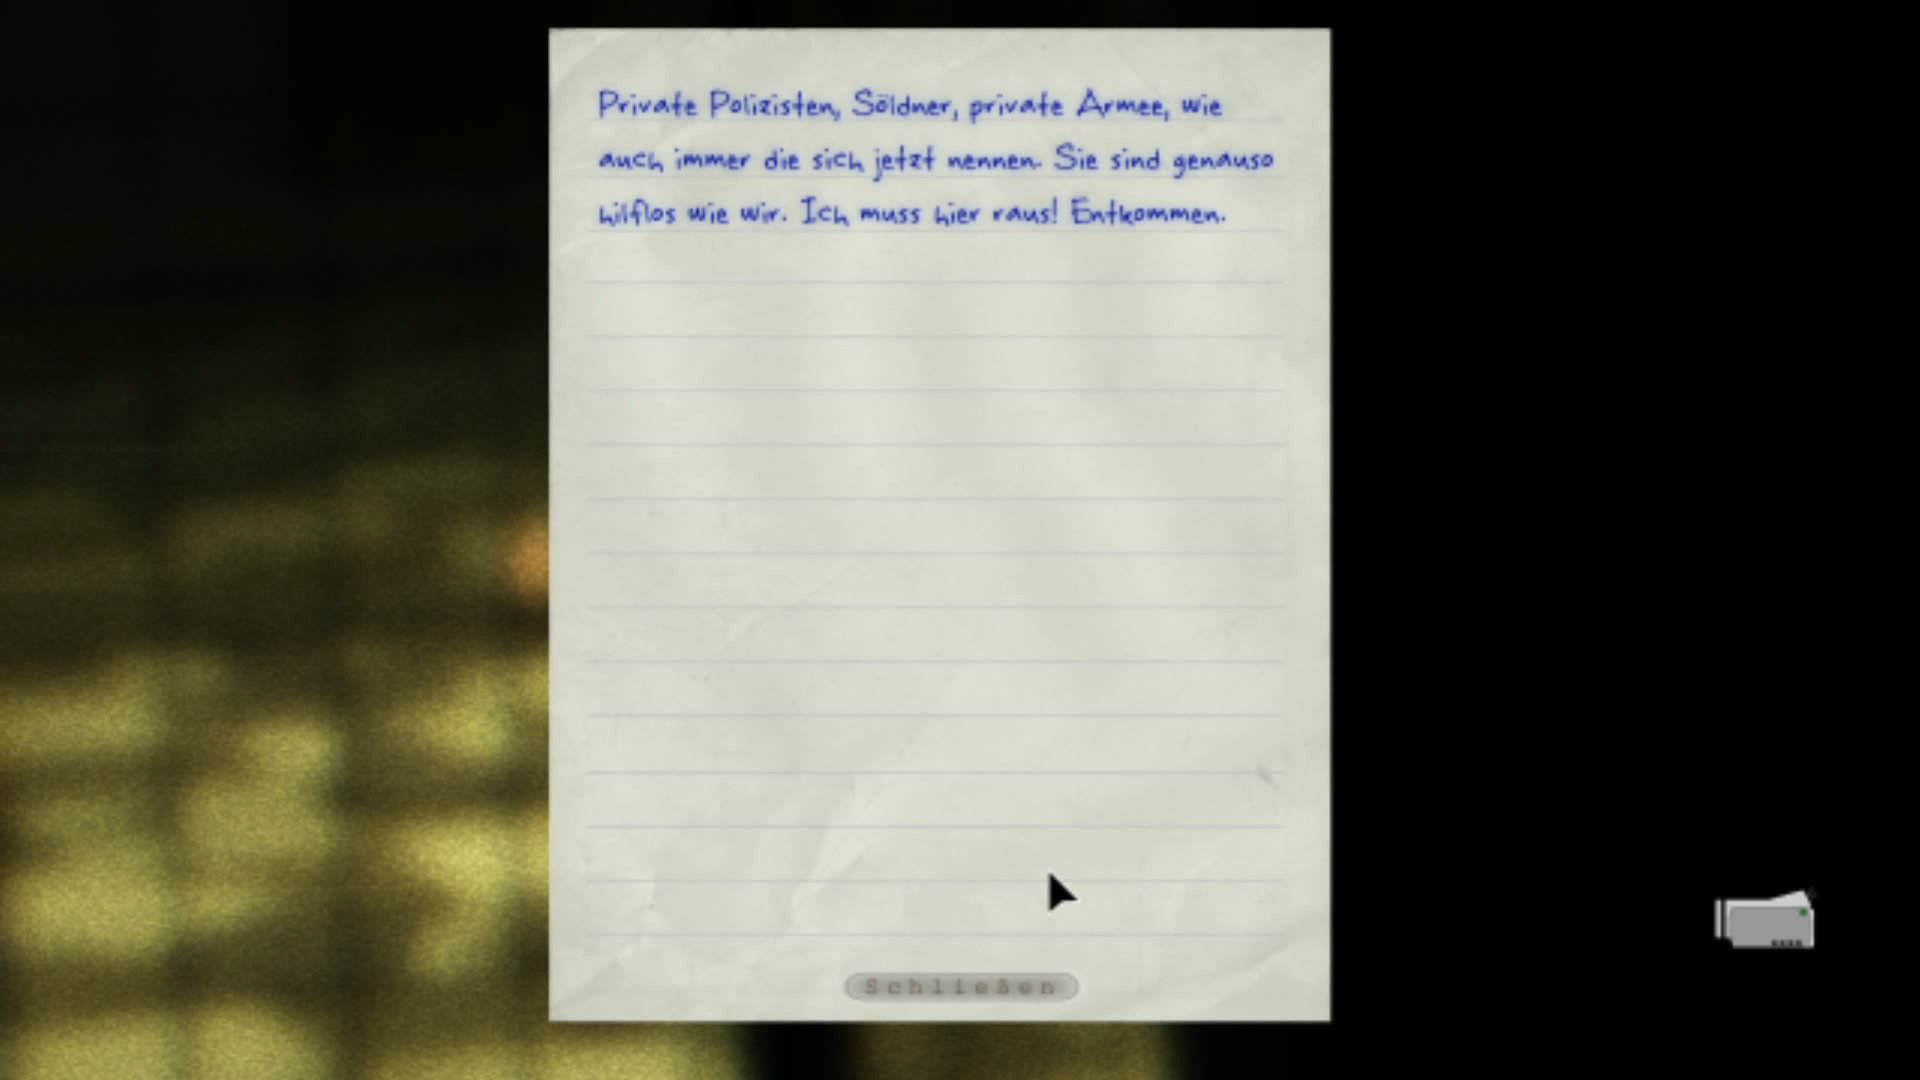 Private Polizisten, Söldner, private Armee, wie
auch immer die sich jetzt nennen. Sie sind genauso
hilflos wie wir. Ich muss hier raus! Entkommen.
Schließen